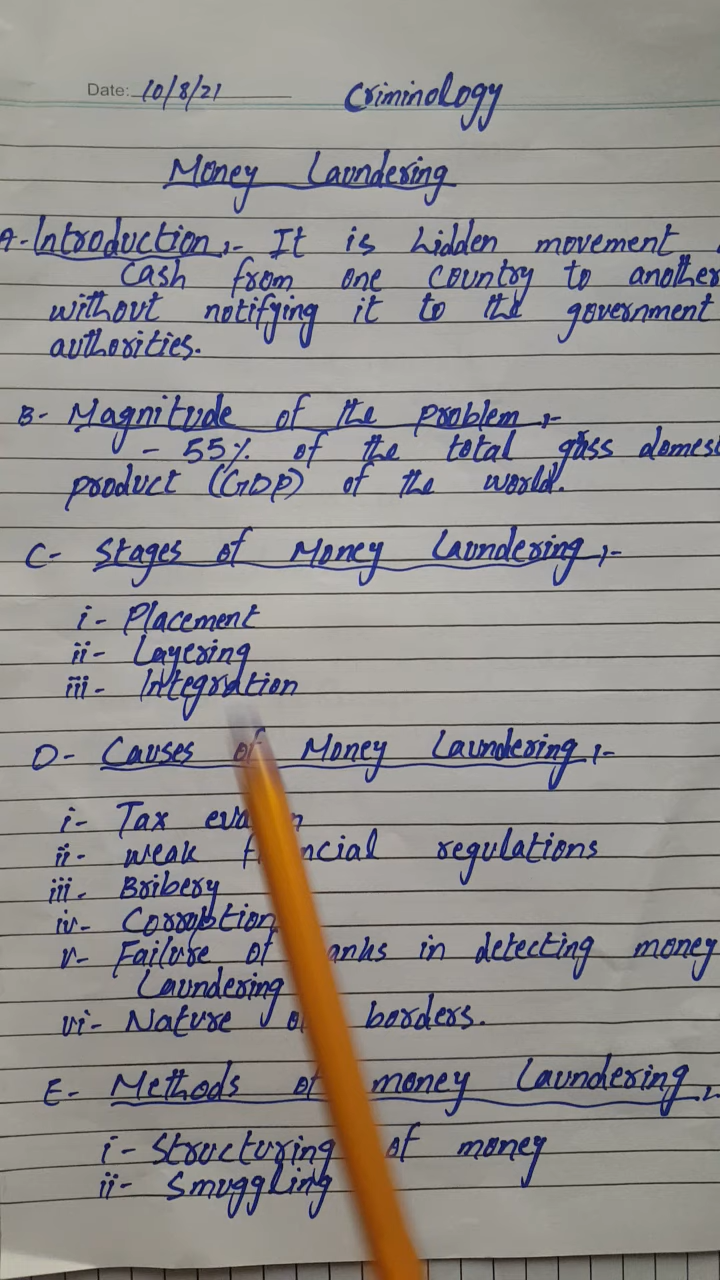 Date: 10/8/21 Criminology
Money Laundering
A- Introduction :- It is hidden movement
Cash from one country to another
without notifying it to the government
authorities.
B- Magnitude of the problem :-
- 55% of the total gross domes
product (GDP) of the world.
C- Stages of Money Laundering :-
i- Placement
ii- Layering
iii- Integration
D- Causes of Money Laundering :-
i- Tax eva n
ii- weak f ncial regulations
iii- Bribery
iv- Corruption
v- Failure of anks in detecting money
Laundering
vi- Nature o borders.
E- Methods of money Laundering :-
i- Structuring of money
ii- Smuggling